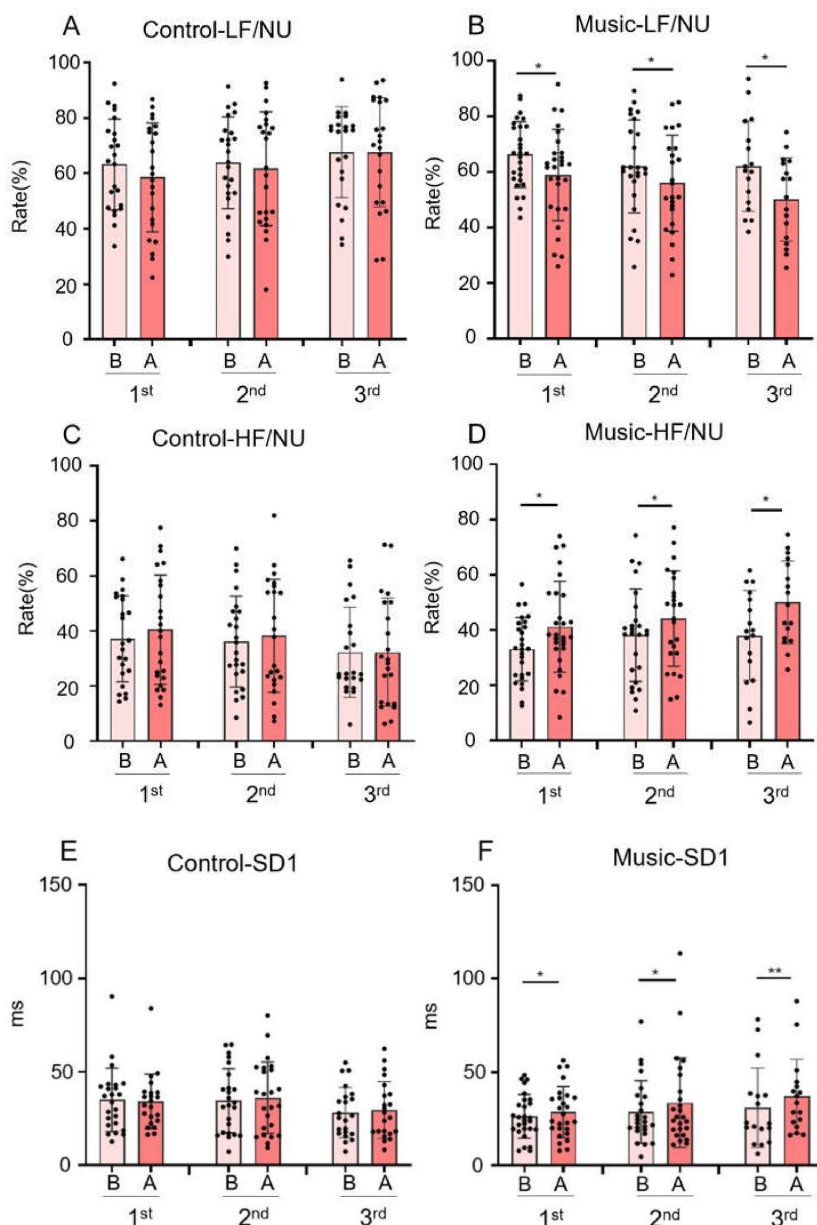 A
Control-LF/NU
Rate(%)
100
80
60
40
20
0
B A B A B A
1st 2nd 3rd
B
Music-LF/NU
* * *
Rate(%)
100
80
60
40
20
0
B A B A B A
1st 2nd 3rd
C
Control-HF/NU
Rate(%)
100
80
60
40
20
0
B A B A B A
1st 2nd 3rd
D
Music-HF/NU
* * *
Rate(%)
100
80
60
40
20
0
B A B A B A
1st 2nd 3rd
E
Control-SD1
ms
150
100
50
0
B A B A B A
1st 2nd 3rd
F
Music-SD1
* * **
ms
150
100
50
0
B A B A B A
1st 2nd 3rd